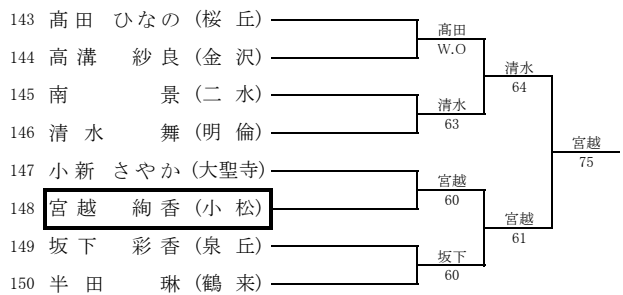 143 髙田 ひなの (桜 丘)
髙田
W.O
144 高溝 紗良 (金 沢)
清水
64
145 南 景 (二 水)
清水
63
146 清水 舞 (明 倫)
宮越
75
147 小新 さやか (大聖寺)
宮越
60
148 宮越 絢香 (小 松)
宮越
61
149 坂下 彩香 (泉 丘)
坂下
60
150 半田 琳 (鶴 来)